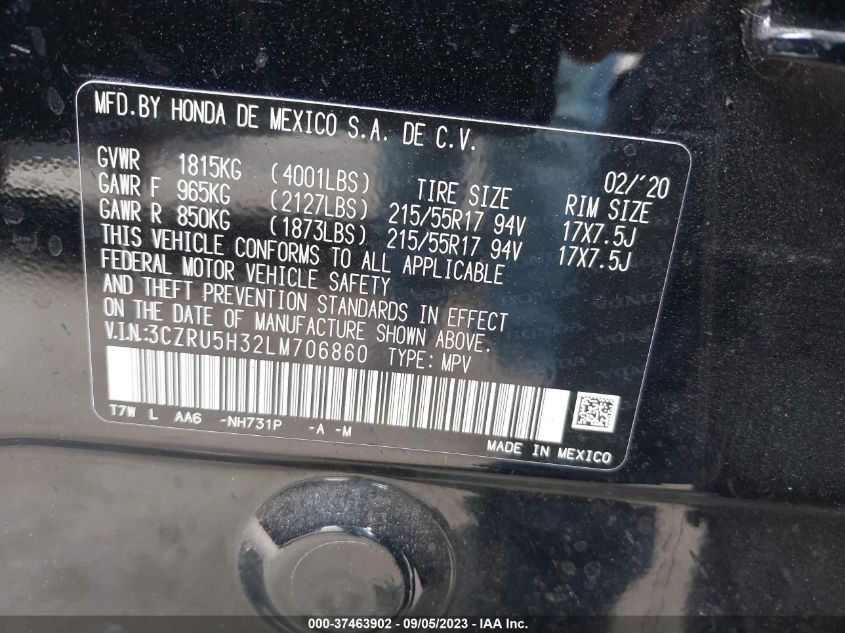 MFD.BY HONDA DE MEXICO S.A. DE C.V.
02/'20
GVWR 1815KG (4001LBS) TIRE SIZE RIM SIZE
GAWR F 965KG (2127LBS) 215/55R17 94V 17X7.5J
GAWR R 850KG (1873LBS) 215/55R17 94V 17X7.5J
THIS VEHICLE CONFORMS TO ALL APPLICABLE
FEDERAL MOTOR VEHICLE SAFETY
AND THEFT PREVENTION STANDARDS IN EFFECT
ON THE DATE OF MANUFACTURE SHOWN ABOVE.
V.I.N.:3CZRU5H32LM706860 TYPE: MPV
T7W L AA6 -NH731P -A -M
MADE IN MEXICO
000-37463902 - 09/05/2023 - IAA Inc.